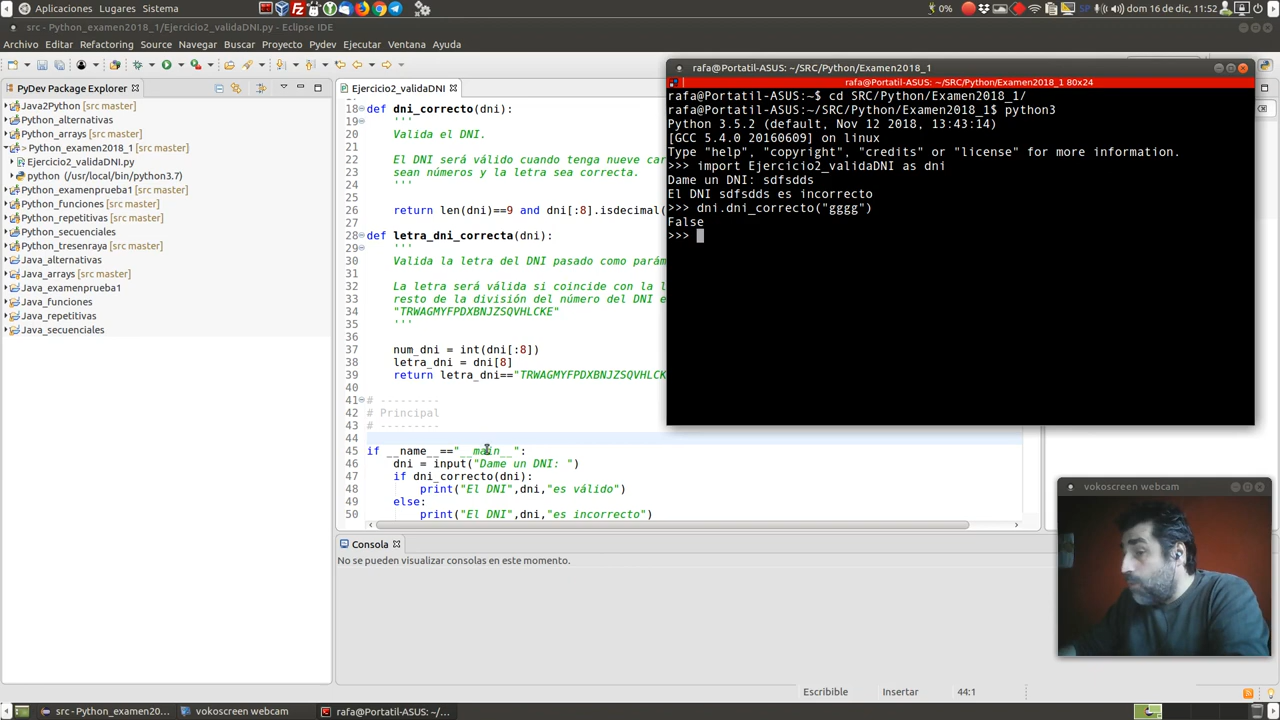 Aplicaciones Lugares Sistema
0% SP dom 16 de dic, 11:52
src - Python_examen2018_1/Ejercicio2_validaDNI.py - Eclipse IDE
Archivo Editar Refactoring Source Navegar Buscar Proyecto Pydev Ejecutar Ventana Ayuda
PyDev Package Explorer
Java2Python [src master]
Python_alternativas
Python_arrays [src master]
> Python_examen2018_1 [src master]
Ejercicio2_validaDNI.py
python (/usr/local/bin/python3.7)
Python_examenprueba1 [src master]
Python_funciones [src master]
Python_repetitivas [src master]
Python_secuenciales
Python_tresenraya [src master]
Java_alternativas
Java_arrays [src master]
Java_examenprueba1
Java_funciones
Java_repetitivas
Java_secuenciales
Ejercicio2_validaDNI
18 def dni_correcto(dni):
19 '''
20 Valida el DNI.
21
22 El DNI será válido cuando tenga nueve car
23 sean números y la letra sea correcta.
24 '''
25
26 return len(dni)==9 and dni[:8].isdecimal(
27
28 def letra_dni_correcta(dni):
29 '''
30 Valida la letra del DNI pasado como parám
31
32 La letra será válida si coincide con la l
33 resto de la división del número del DNI e
34 "TRWAGMYFPDXBNJZSQVHLCKE"
35 '''
36
37 num_dni = int(dni[:8])
38 letra_dni = dni[8]
39 return letra_dni=="TRWAGMYFPDXBNJZSQVHLCK
40
41 # ---------
42 # Principal
43 # ---------
44
45 if __name__=="__main__":
46 dni = input("Dame un DNI: ")
47 if dni_correcto(dni):
48 print("El DNI",dni,"es válido")
49 else:
50 print("El DNI",dni,"es incorrecto")
rafa@Portatil-ASUS: ~/SRC/Python/Examen2018_1
rafa@Portatil-ASUS: ~/SRC/Python/Examen2018_1 80x24
rafa@Portatil-ASUS:~$ cd SRC/Python/Examen2018_1/
rafa@Portatil-ASUS:~/SRC/Python/Examen2018_1$ python3
Python 3.5.2 (default, Nov 12 2018, 13:43:14)
[GCC 5.4.0 20160609] on linux
Type "help", "copyright", "credits" or "license" for more information.
>>> import Ejercicio2_validaDNI as dni
Dame un DNI: sdfsdds
El DNI sdfsdds es incorrecto
>>> dni.dni_correcto("gggg")
False
>>>
vokoscreen webcam
Consola
No se pueden visualizar consolas en este momento.
Escribible Insertar 44:1
src - Python_examen20... vokoscreen webcam rafa@Portatil-ASUS: ~/...